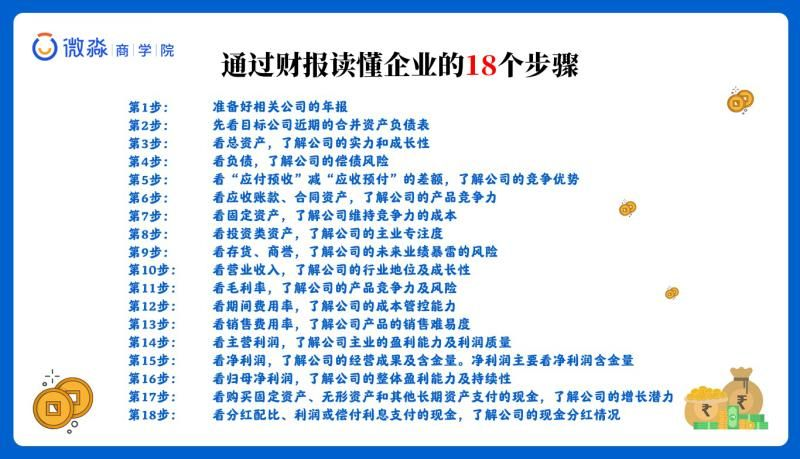 微淼 商学院
通过财报读懂企业的18个步骤
第1步： 准备好相关公司的年报
第2步： 先看目标公司近期的合并资产负债表
第3步： 看总资产，了解公司的实力和成长性
第4步： 看负债，了解公司的偿债风险
第5步： 看“应付预收”减“应收预付”的差额，了解公司的竞争优势
第6步： 看应收账款、合同资产，了解公司的产品竞争力
第7步： 看固定资产，了解公司维持竞争力的成本
第8步： 看投资类资产，了解公司的主业专注度
第9步： 看存货、商誉，了解公司的未来业绩暴雷的风险
第10步： 看营业收入，了解公司的行业地位及成长性
第11步： 看毛利率，了解公司的产品竞争力及风险
第12步： 看期间费用率，了解公司的成本管控能力
第13步： 看销售费用率，了解公司产品的销售难易度
第14步： 看主营利润，了解公司主业的盈利能力及利润质量
第15步： 看净利润，了解公司的经营成果及含金量。净利润主要看净利润含金量
第16步： 看归母净利润，了解公司的整体盈利能力及持续性
第17步： 看购买固定资产、无形资产和其他长期资产支付的现金，了解公司的增长潜力
第18步： 看分红配比、利润或偿付利息支付的现金，了解公司的现金分红情况
₹ ₹